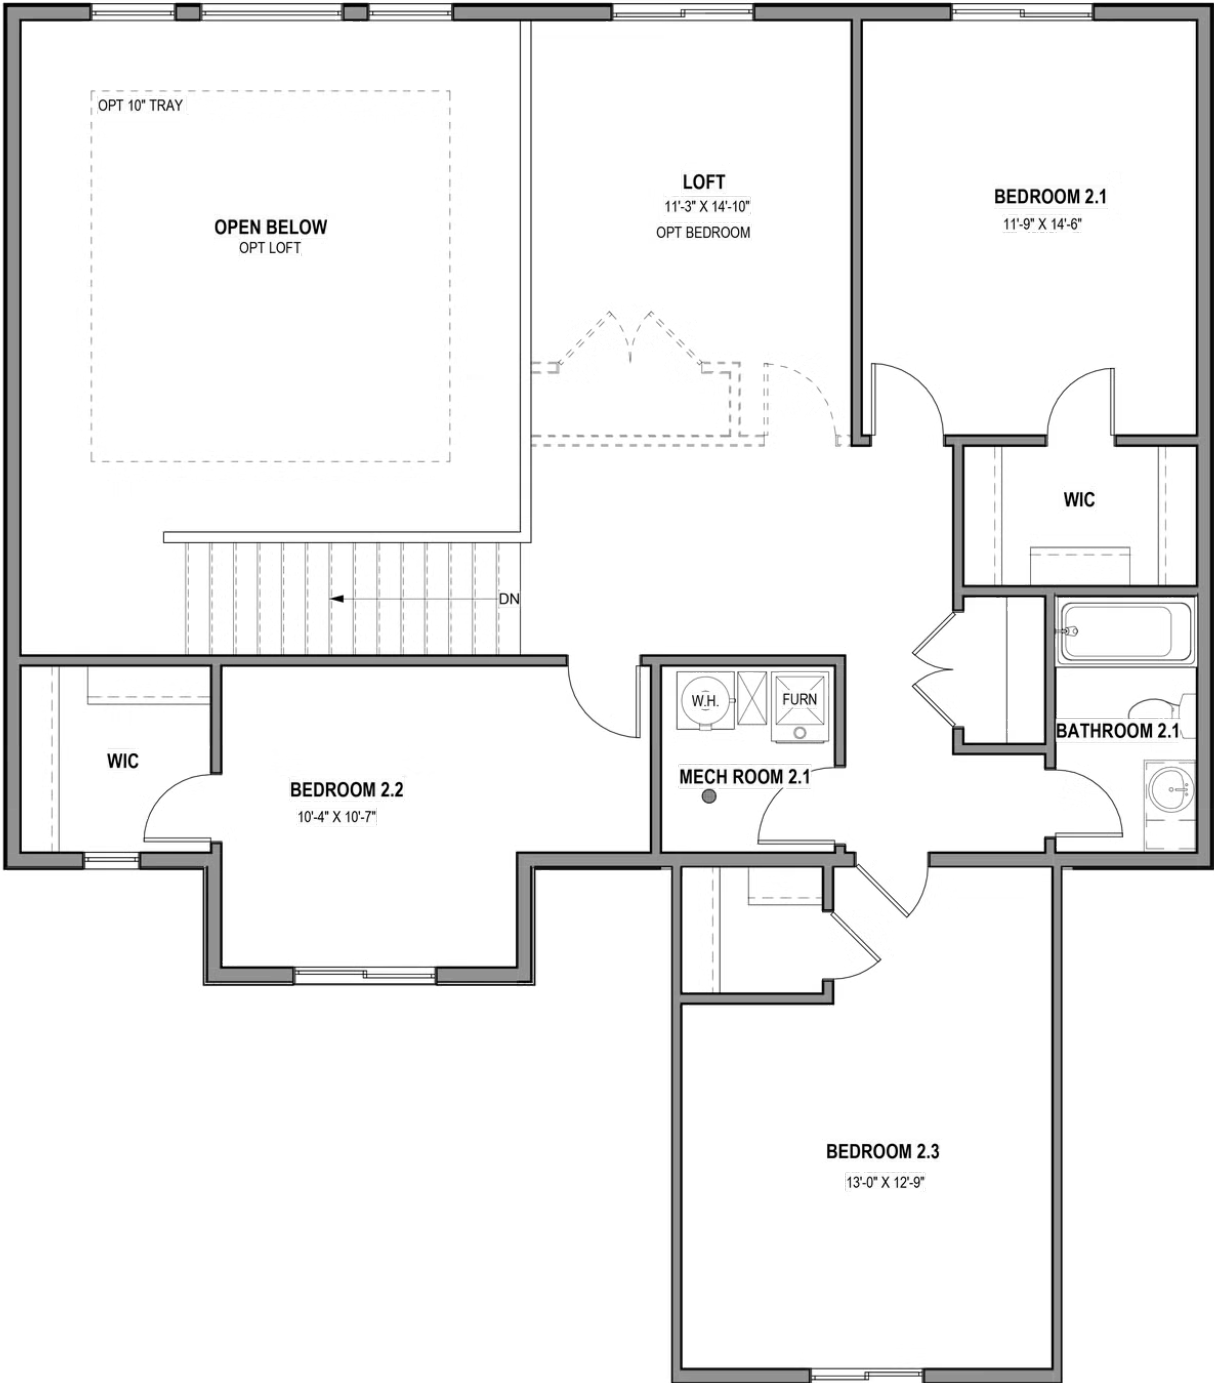 OPT 10" TRAY
OPEN BELOW
OPT LOFT
LOFT
11'-3" X 14'-10"
OPT BEDROOM
BEDROOM 2.1
11'-9" X 14'-6"
WIC
DN
W.H.
FURN
MECH ROOM 2.1
BATHROOM 2.1
WIC
BEDROOM 2.2
10'-4" X 10'-7"
BEDROOM 2.3
13'-0" X 12'-9"